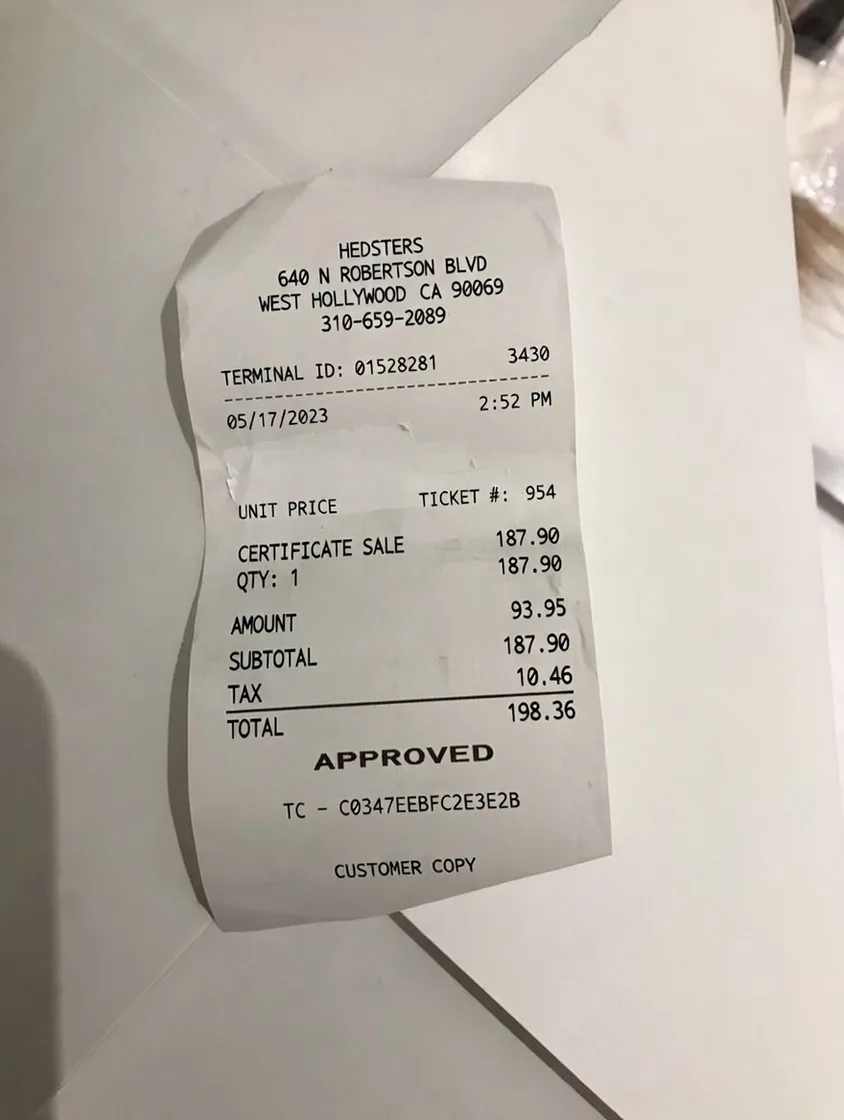 HEDSTERS
640 N ROBERTSON BLVD
WEST HOLLYWOOD CA 90069
310-659-2089
TERMINAL ID: 01528281 3430
05/17/2023 2:52 PM
UNIT PRICE TICKET #: 954
CERTIFICATE SALE 187.90
QTY: 1 187.90
AMOUNT 93.95
SUBTOTAL 187.90
TAX 10.46
TOTAL 198.36
APPROVED
TC - C0347EEBFC2E3E2B
CUSTOMER COPY